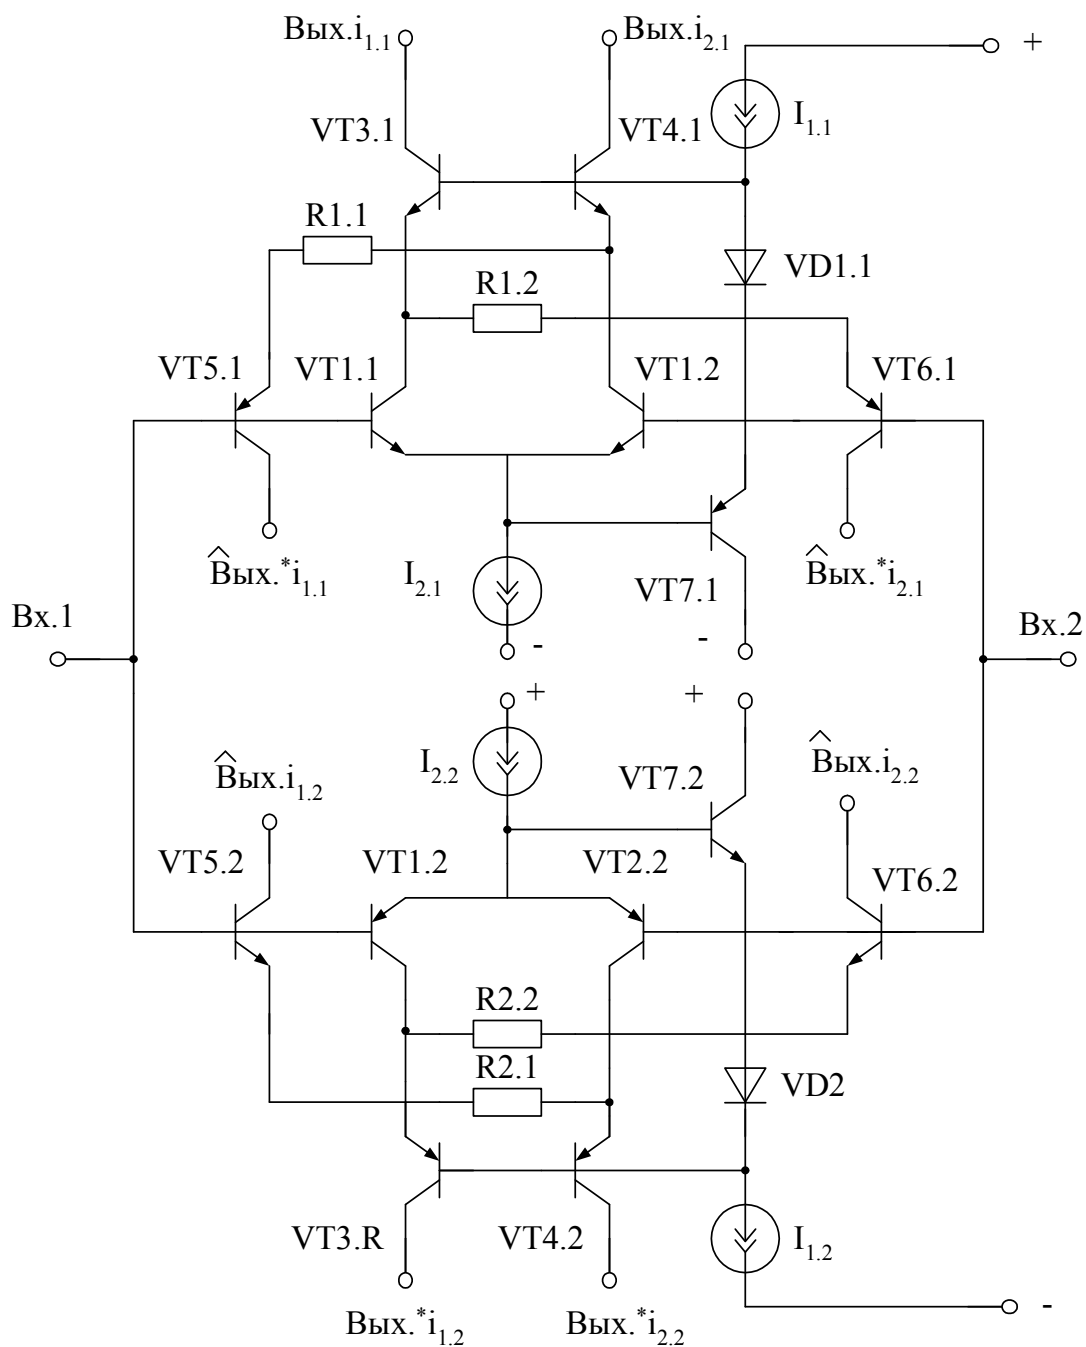 Вых.i1.1
Вых.i2.1
+
I1.1
VT3.1
VT4.1
R1.1
VD1.1
R1.2
VT5.1
VT1.1
VT1.2
VT6.1
B̂ых.*i1.1
I2.1
B̂ых.*i2.1
VT7.1
Вх.1
-
-
Вх.2
+
+
I2.2
VT7.2
B̂ых.i1.2
B̂ых.i2.2
VT5.2
VT1.2
VT2.2
VT6.2
R2.2
R2.1
VD2
VT3.R
VT4.2
I1.2
Вых.*i1.2
Вых.*i2.2
-